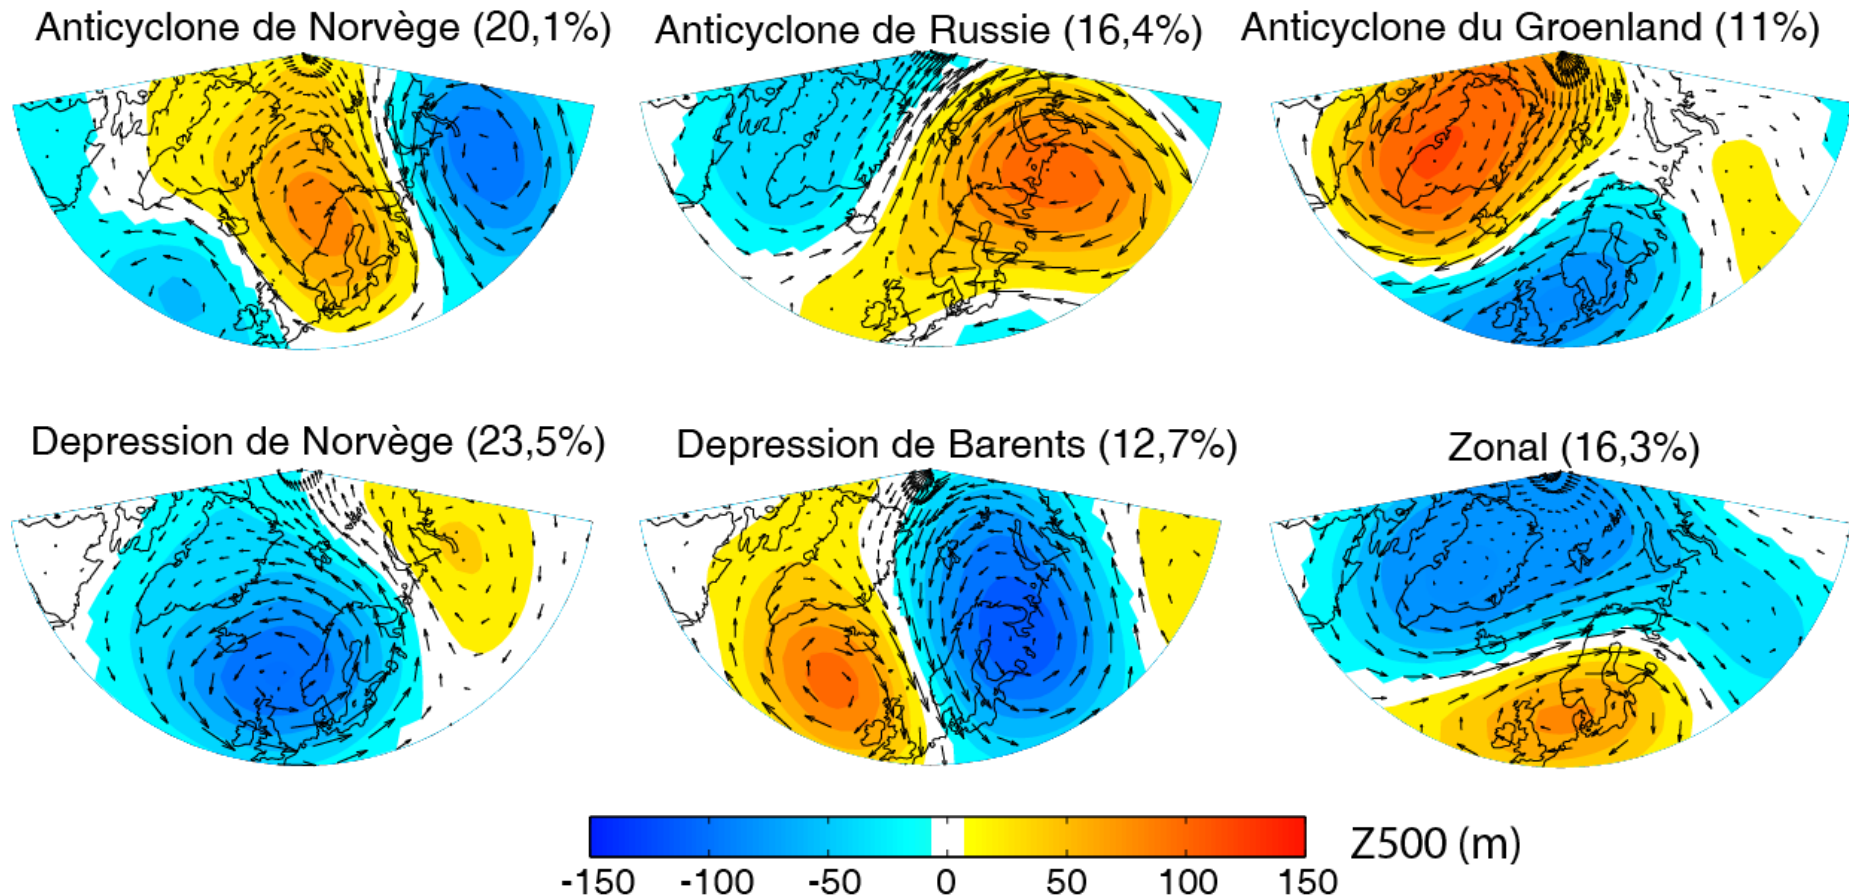 Anticyclone de Norvège (20,1%)
Anticyclone de Russie (16,4%)
Anticyclone du Groenland (11%)
Depression de Norvège (23,5%)
Depression de Barents (12,7%)
Zonal (16,3%)
Z500 (m)
-150 -100 -50 0 50 100 150